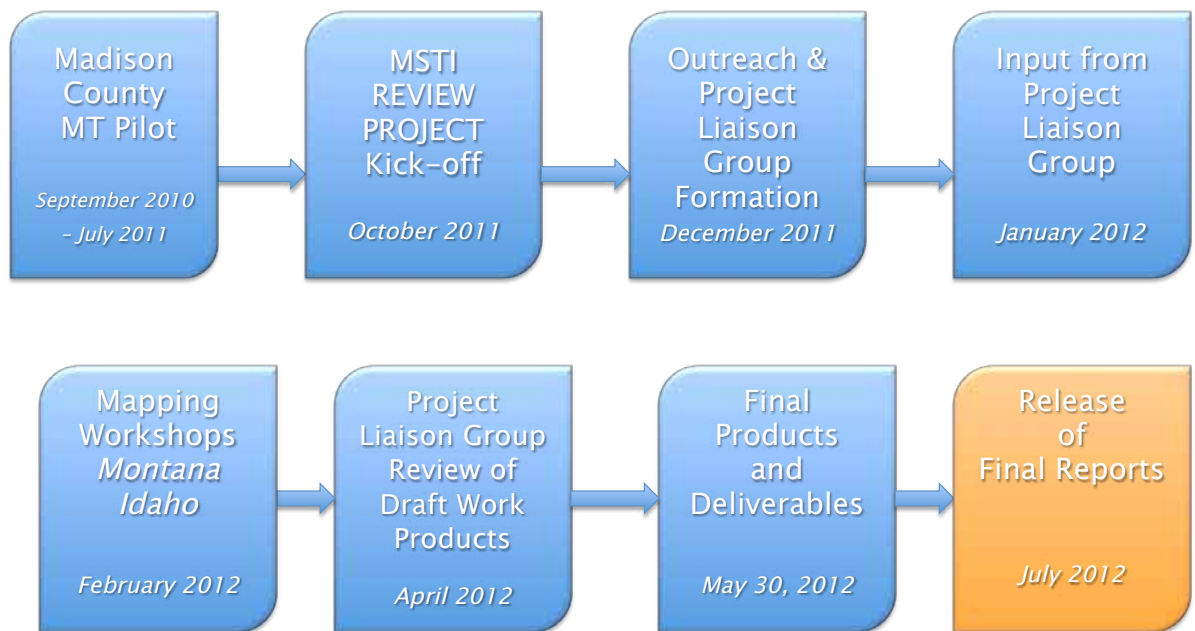 Madison
County
MT Pilot
September 2010
– July 2011
MSTI
REVIEW
PROJECT
Kick-off
October 2011
Outreach &
Project
Liaison
Group
Formation
December 2011
Input from
Project
Liaison
Group
January 2012
Mapping
Workshops
Montana
Idaho
February 2012
Project
Liaison Group
Review of
Draft Work
Products
April 2012
Final
Products
and
Deliverables
May 30, 2012
Release
of
Final Reports
July 2012